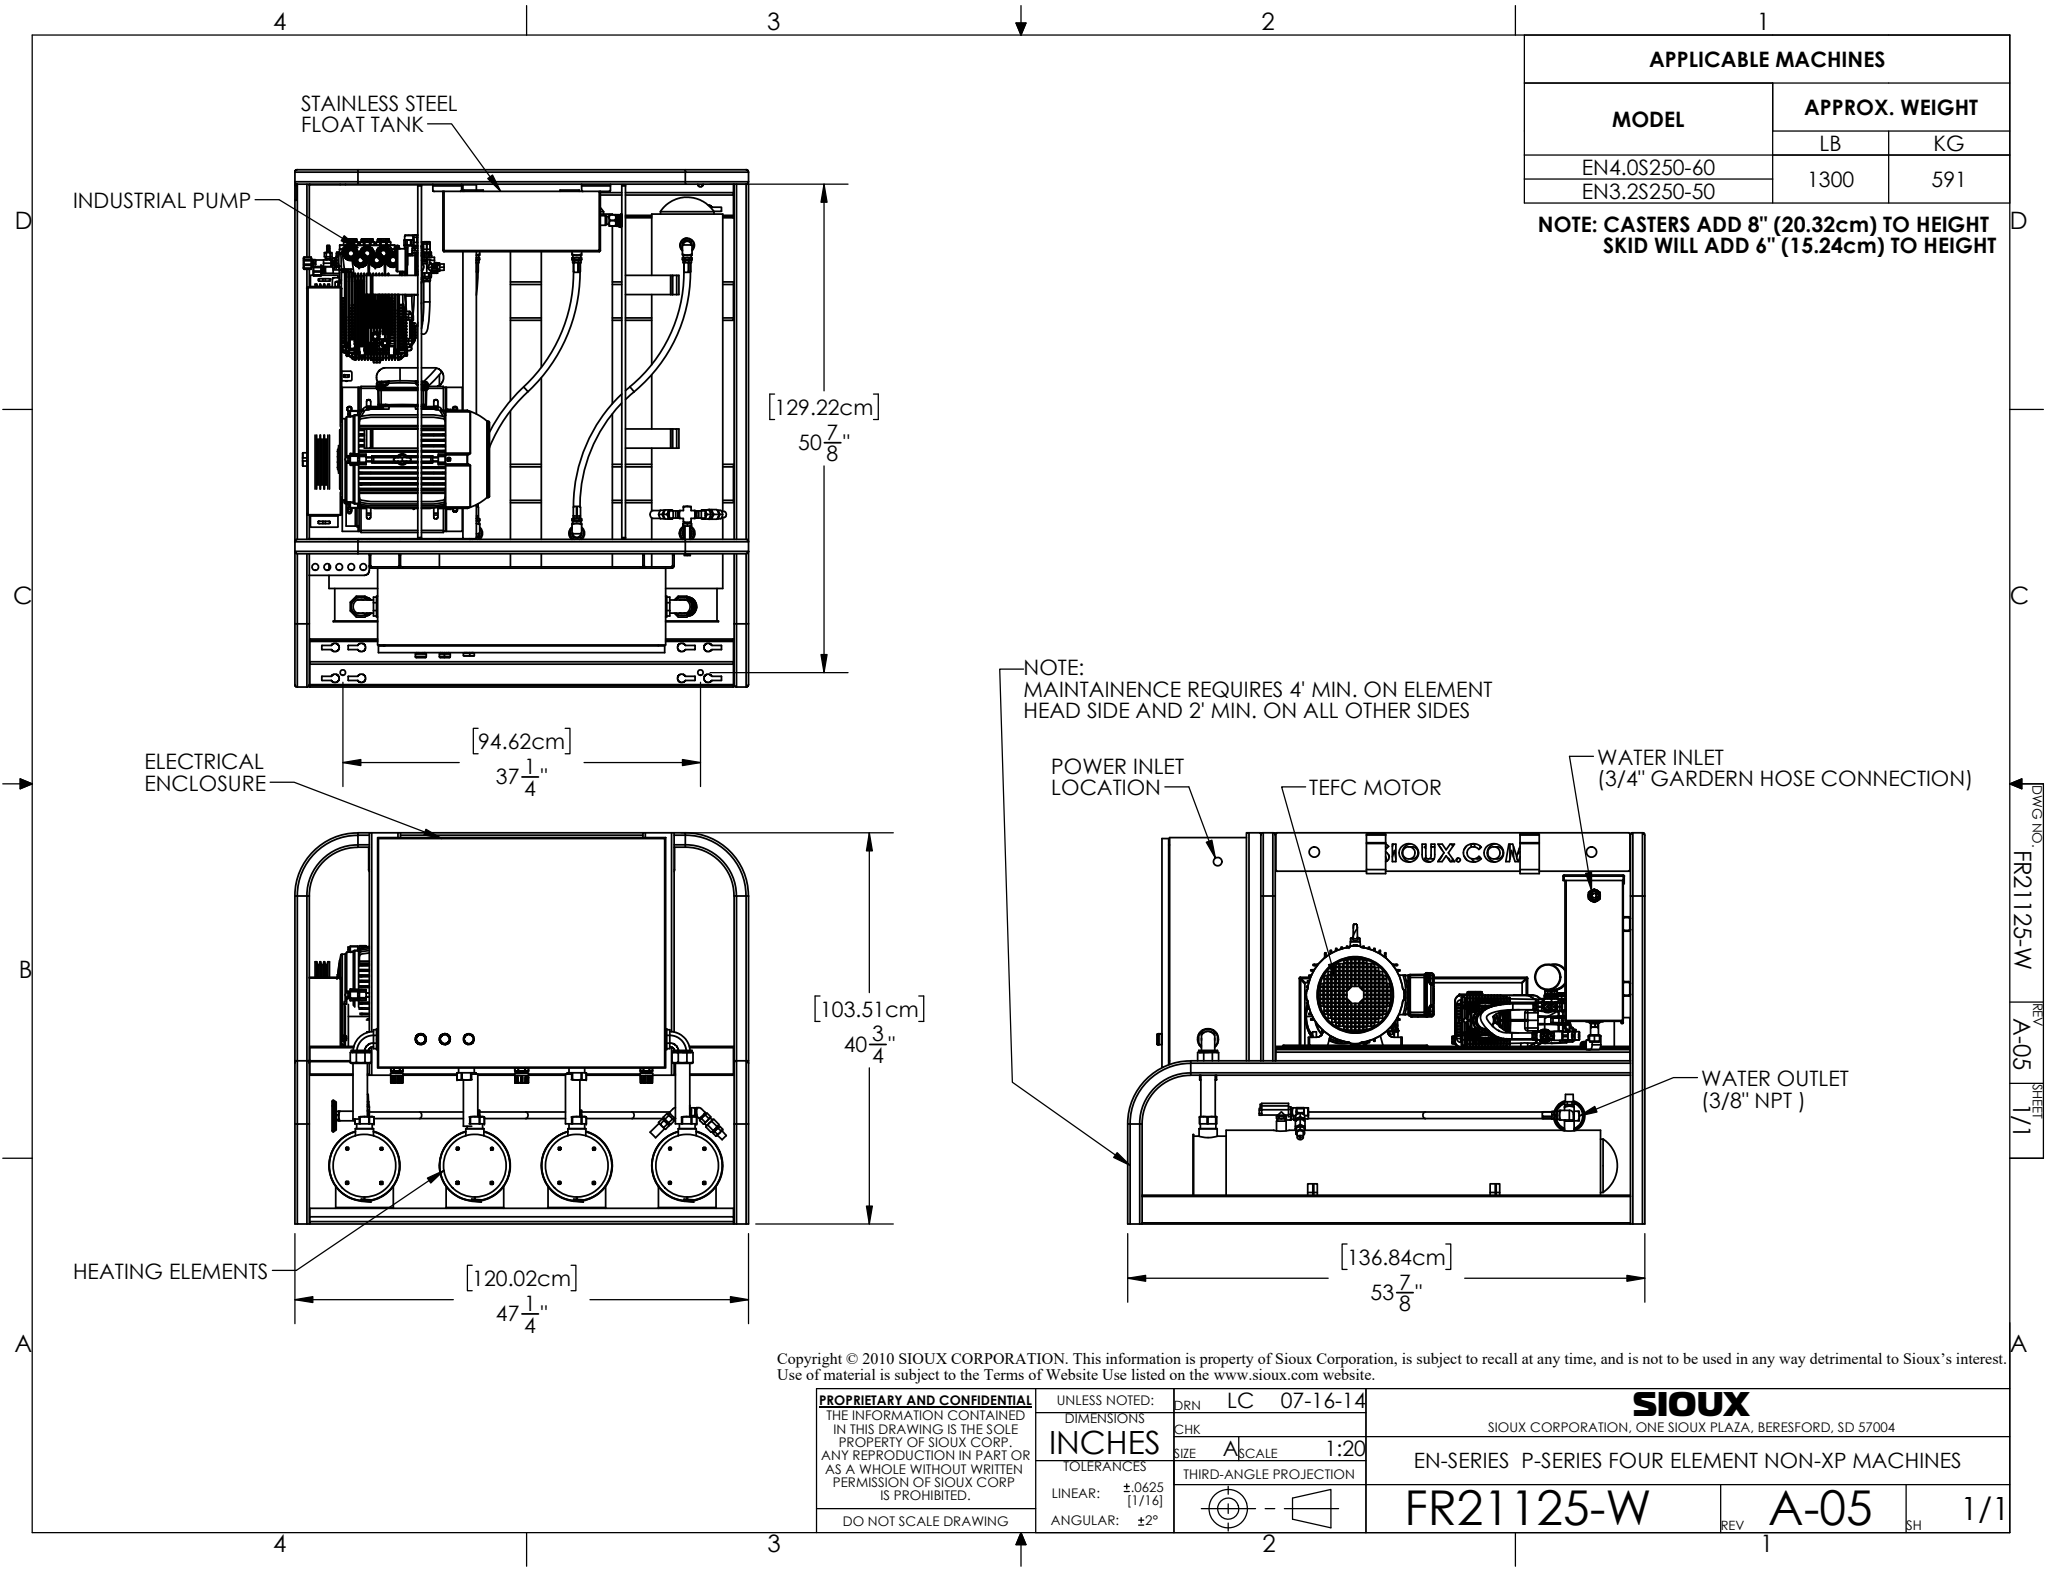 4 3 2 1
APPLICABLE MACHINES
MODEL
APPROX. WEIGHT
LB KG
EN4.0S250-60
EN3.2S250-50
1300 591
NOTE: CASTERS ADD 8" (20.32cm) TO HEIGHT
SKID WILL ADD 6" (15.24cm) TO HEIGHT
D D
STAINLESS STEEL
FLOAT TANK
INDUSTRIAL PUMP
[129.22cm]
50 7/8"
C C
[94.62cm]
37 1/4"
NOTE:
MAINTAINENCE REQUIRES 4' MIN. ON ELEMENT
HEAD SIDE AND 2' MIN. ON ALL OTHER SIDES
ELECTRICAL
ENCLOSURE
POWER INLET
LOCATION
TEFC MOTOR
WATER INLET
(3/4" GARDERN HOSE CONNECTION)
SIOUX.COM
B
[103.51cm]
40 3/4"
WATER OUTLET
(3/8" NPT )
HEATING ELEMENTS
[120.02cm]
47 1/4"
[136.84cm]
53 7/8"
DWG NO.
FR21125-W
REV
A-05
SHEET
1/1
A A
Copyright © 2010 SIOUX CORPORATION. This information is property of Sioux Corporation, is subject to recall at any time, and is not to be used in any way detrimental to Sioux's interest.
Use of material is subject to the Terms of Website Use listed on the www.sioux.com website.
PROPRIETARY AND CONFIDENTIAL
THE INFORMATION CONTAINED
IN THIS DRAWING IS THE SOLE
PROPERTY OF SIOUX CORP.
ANY REPRODUCTION IN PART OR
AS A WHOLE WITHOUT WRITTEN
PERMISSION OF SIOUX CORP
IS PROHIBITED.
DO NOT SCALE DRAWING
UNLESS NOTED:
DIMENSIONS
INCHES
TOLERANCES
LINEAR: ±.0625
[1/16]
ANGULAR: ±2°
DRN LC 07-16-14
CHK
SIZE A SCALE 1:20
THIRD-ANGLE PROJECTION
SIOUX
SIOUX CORPORATION, ONE SIOUX PLAZA, BERESFORD, SD 57004
EN-SERIES P-SERIES FOUR ELEMENT NON-XP MACHINES
FR21125-W
REV A-05
SH 1/1
4 3 2 1